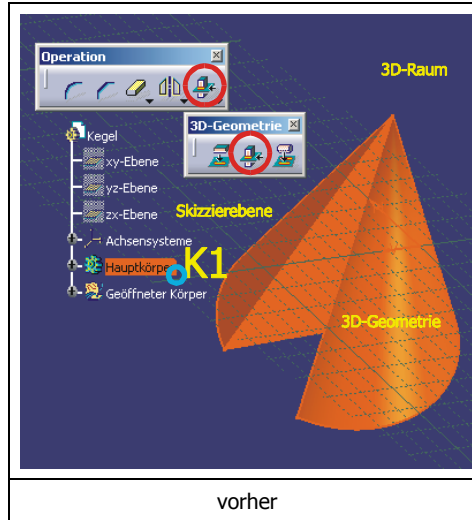 Operation
3D-Raum
3D-Geometrie
Kegel
xy-Ebene
yz-Ebene
zx-Ebene
Skizzierebene
Achsensysteme
Hauptkörper
K1
Geöffneter Körper
3D-Geometrie
vorher